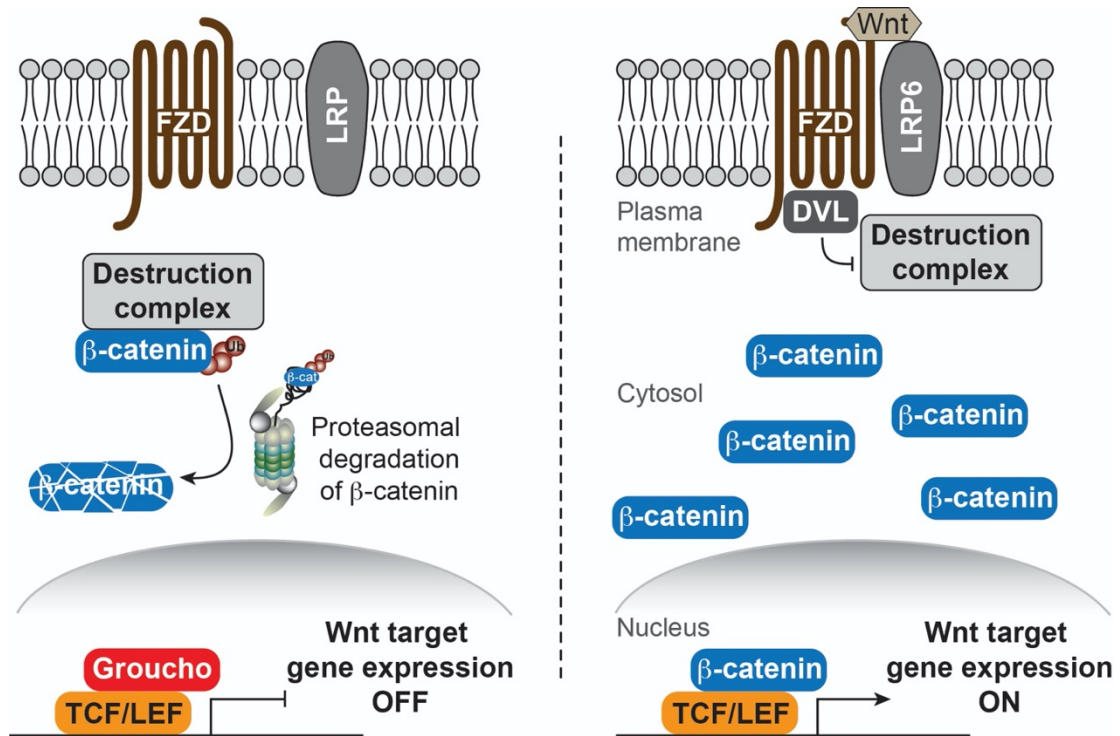 FZD
LRP
Destruction
complex
β-catenin
Ub
β-cat
Ub
Proteasomal
degradation
of β-catenin
β-catenin
Groucho
TCF/LEF
Wnt target
gene expression
OFF
Wnt
FZD
LRP6
Plasma
membrane
DVL
Destruction
complex
β-catenin
Cytosol
β-catenin
β-catenin
β-catenin
β-catenin
Nucleus
β-catenin
TCF/LEF
Wnt target
gene expression
ON